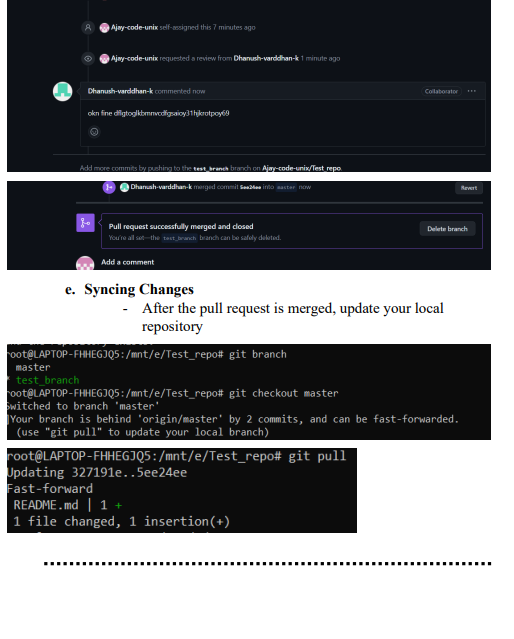 Ajay-code-unix self-assigned this 7 minutes ago
Ajay-code-unix requested a review from Dhanush-varddhan-k 1 minute ago
Dhanush-varddhan-k commented now Collaborator ...
okn fine dflgtoglkbmnvcdfgsaioy31hjkrotpoy69
Add more commits by pushing to the test_branch branch on Ajay-code-unix/Test_repo.
Dhanush-varddhan-k merged commit 5ee24ee into master now Revert
Pull request successfully merged and closed
You're all set—the test_branch branch can be safely deleted.
Delete branch
Add a comment
e. Syncing Changes
- After the pull request is merged, update your local
repository
root@LAPTOP-FHHEGJQ5:/mnt/e/Test_repo# git branch
master
* test_branch
root@LAPTOP-FHHEGJQ5:/mnt/e/Test_repo# git checkout master
Switched to branch 'master'
Your branch is behind 'origin/master' by 2 commits, and can be fast-forwarded.
(use "git pull" to update your local branch)
root@LAPTOP-FHHEGJQ5:/mnt/e/Test_repo# git pull
Updating 327191e..5ee24ee
Fast-forward
README.md | 1 +
1 file changed, 1 insertion(+)